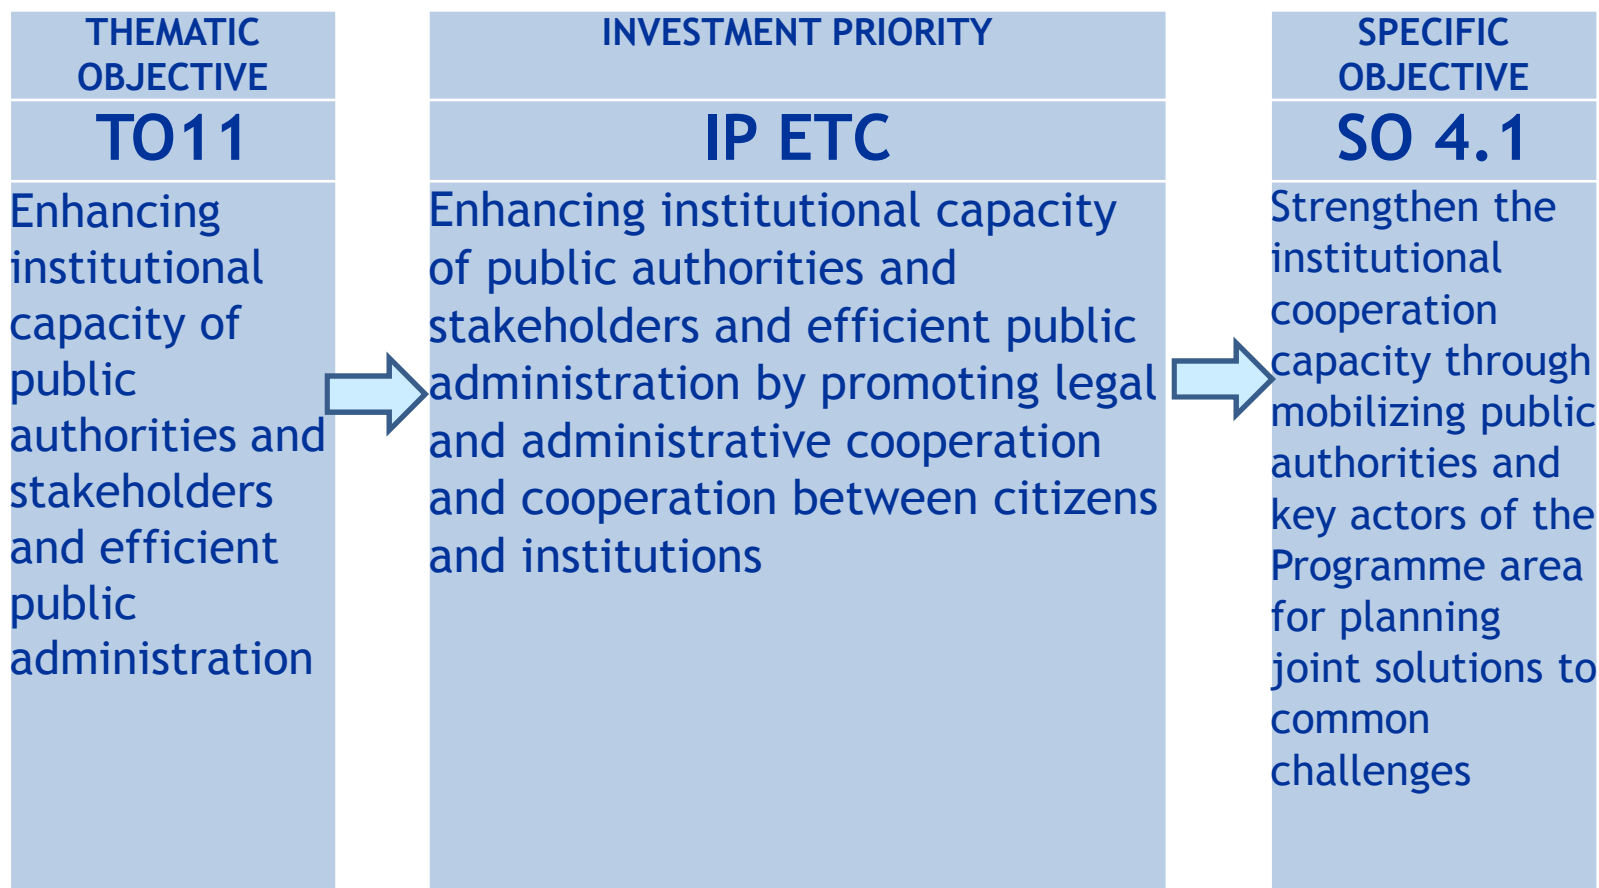 THEMATIC
OBJECTIVE
TO11
Enhancing
institutional
capacity of
public
authorities and
stakeholders
and efficient
public
administration
INVESTMENT PRIORITY
IP ETC
Enhancing institutional capacity
of public authorities and
stakeholders and efficient public
administration by promoting legal
and administrative cooperation
and cooperation between citizens
and institutions
SPECIFIC
OBJECTIVE
SO 4.1
Strengthen the
institutional
cooperation
capacity through
mobilizing public
authorities and
key actors of the
Programme area
for planning
joint solutions to
common
challenges